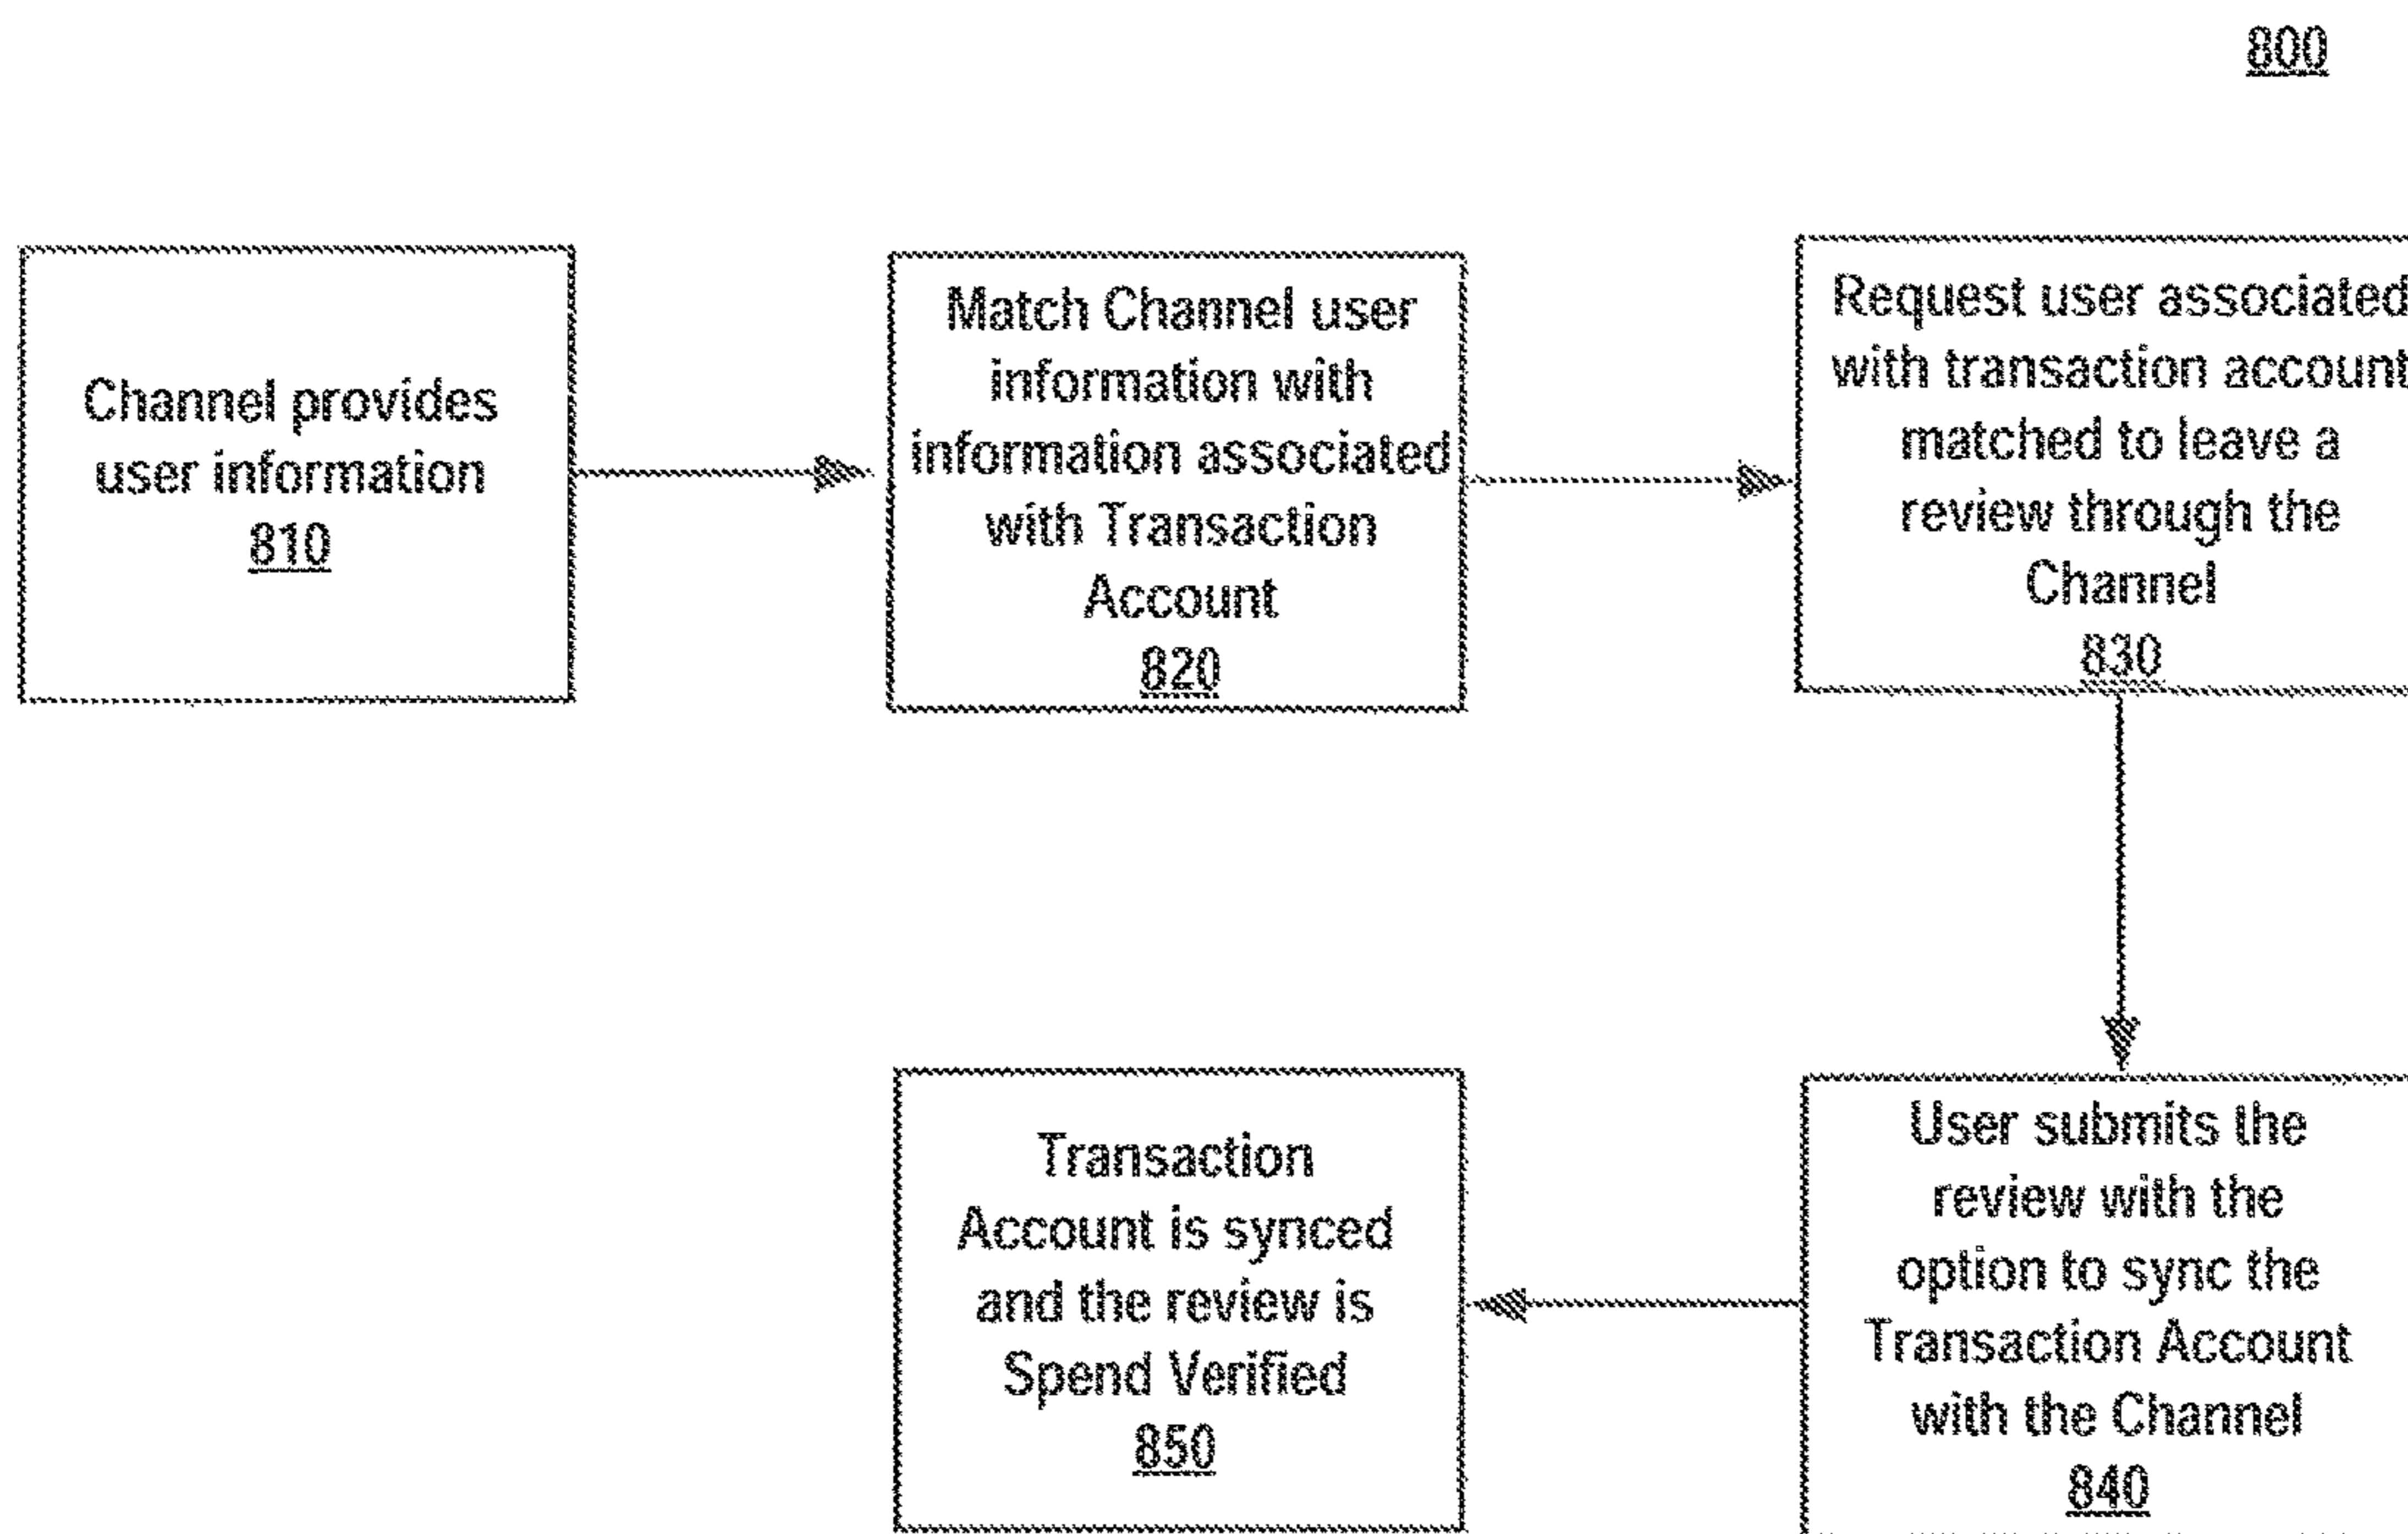 800
Channel provides
user information
810
Match Channel user
information with
information associated
with Transaction
Account
820
Request user associated
with transaction account
matched to leave a
review through the
Channel
830
User submits the
review with the
option to sync the
Transaction Account
with the Channel
840
Transaction
Account is synced
and the review is
Spend Verified
850